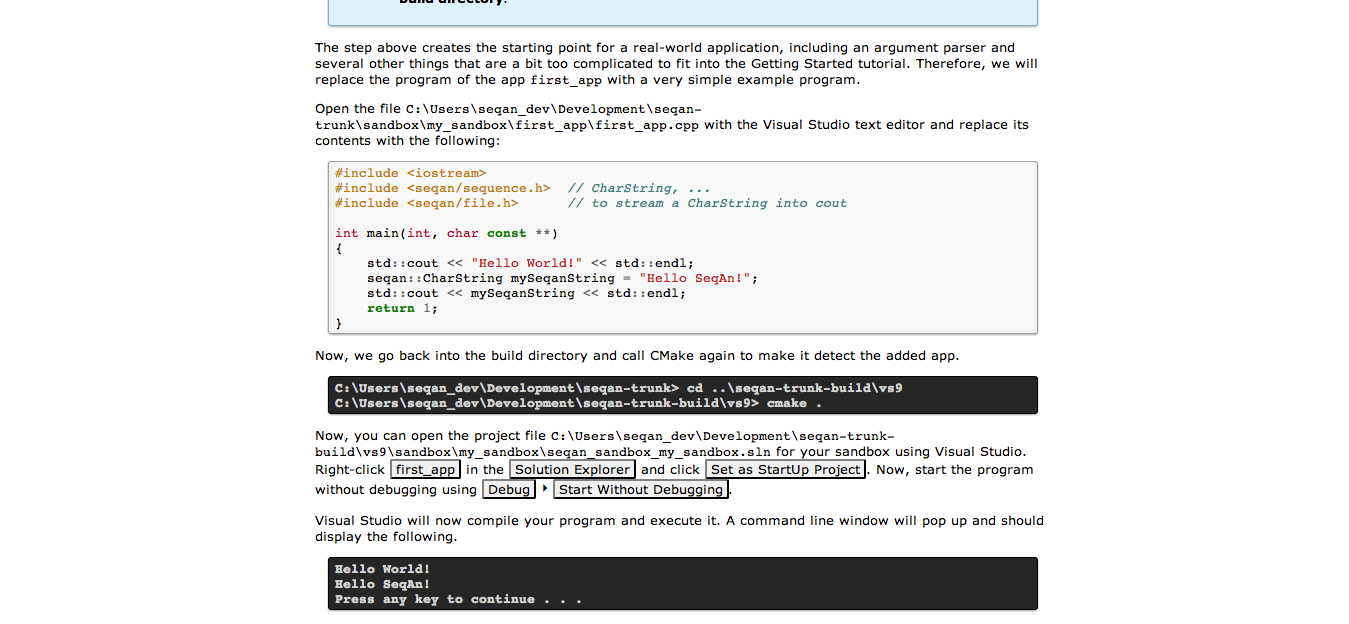 build directory.
The step above creates the starting point for a real-world application, including an argument parser and
several other things that are a bit too complicated to fit into the Getting Started tutorial. Therefore, we will
replace the program of the app first_app with a very simple example program.
Open the file C:\Users\seqan_dev\Development\seqan-
trunk\sandbox\my_sandbox\first_app\first_app.cpp with the Visual Studio text editor and replace its
contents with the following:
#include <iostream>
#include <seqan/sequence.h>  // CharString, ...
#include <seqan/file.h>      // to stream a CharString into cout
int main(int, char const **)
{
    std::cout << "Hello World!" << std::endl;
    seqan::CharString mySeqanString = "Hello SeqAn!";
    std::cout << mySeqanString << std::endl;
    return 1;
}
Now, we go back into the build directory and call CMake again to make it detect the added app.
C:\Users\seqan_dev\Development\seqan-trunk> cd ..\seqan-trunk-build\vs9
C:\Users\seqan_dev\Development\seqan-trunk-build\vs9> cmake .
Now, you can open the project file C:\Users\seqan_dev\Development\seqan-trunk-
build\vs9\sandbox\my_sandbox\seqan_sandbox_my_sandbox.sln for your sandbox using Visual Studio.
Right-click first_app in the Solution Explorer and click Set as StartUp Project. Now, start the program
without debugging using Debug ‣ Start Without Debugging.
Visual Studio will now compile your program and execute it. A command line window will pop up and should
display the following.
Hello World!
Hello SeqAn!
Press any key to continue . . .